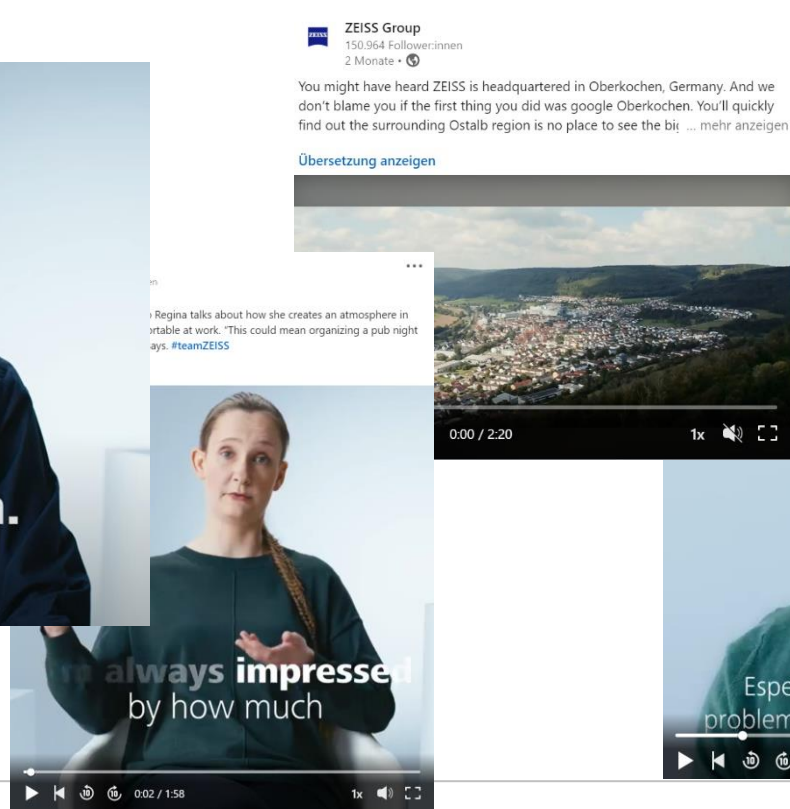 ZEISS
ZEISS Group
150.964 Follower:innen
2 Monate •
You might have heard ZEISS is headquartered in Oberkochen, Germany. And we
don't blame you if the first thing you did was google Oberkochen. You'll quickly
find out the surrounding Ostalb region is no place to see the big ... mehr anzeigen
Übersetzung anzeigen
0:00 / 2:20
1x
Regina talks about how she creates an atmosphere in
at work. "This could mean organizing a pub night
#teamZEISS
always impressed
by how much
10
10
0:02 / 1:58
1x
10